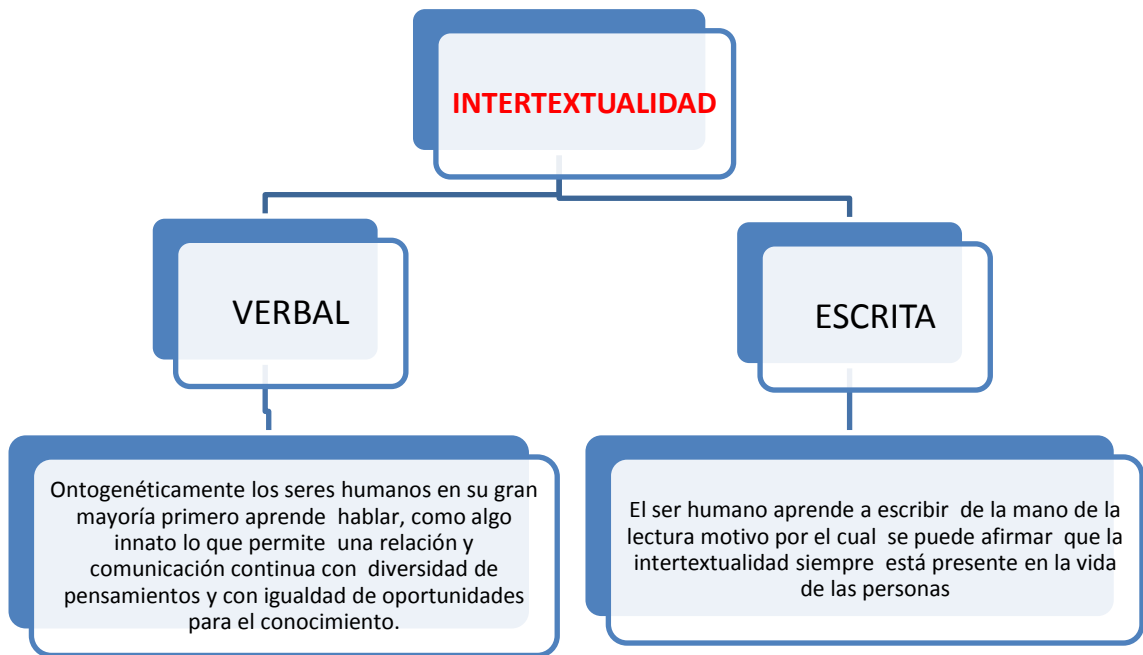 INTERTEXTUALIDAD
VERBAL
ESCRITA
Ontogenéticamente los seres humanos en su gran
mayoría primero aprende hablar, como algo
innato lo que permite una relación y
comunicación continua con diversidad de
pensamientos y con igualdad de oportunidades
para el conocimiento.
El ser humano aprende a escribir de la mano de la
lectura motivo por el cual se puede afirmar que la
intertextualidad siempre está presente en la vida
de las personas